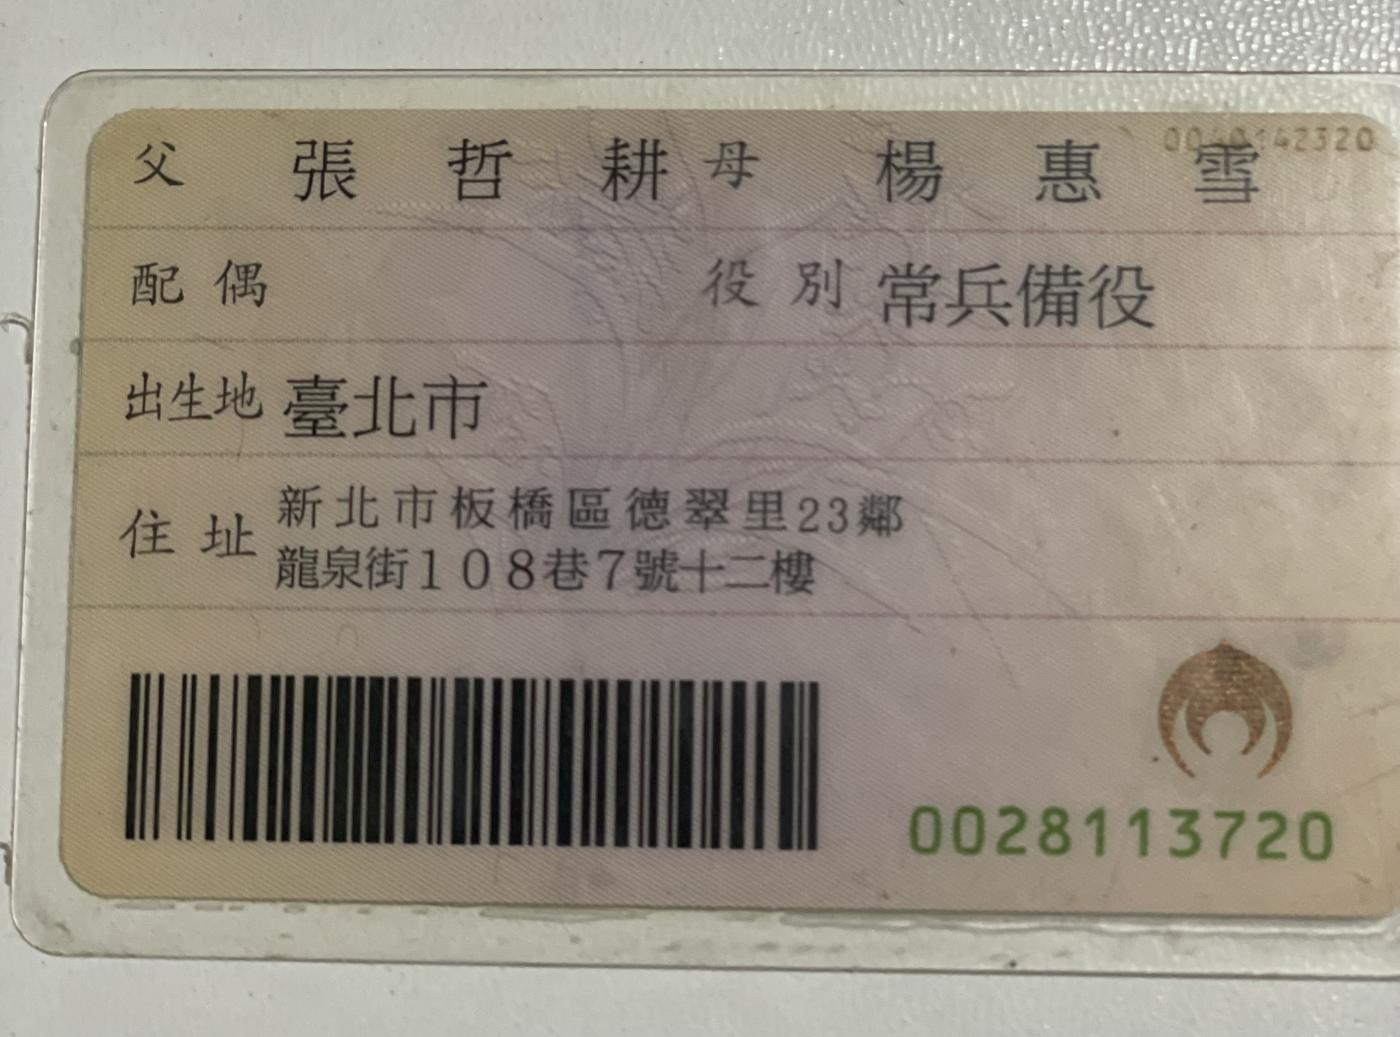 0040142320
父 張哲耕 母 楊惠雪
配偶 役別 常兵備役
出生地 臺北市
住址 新北市板橋區德翠里23鄰
龍泉街108巷7號十二樓
0028113720